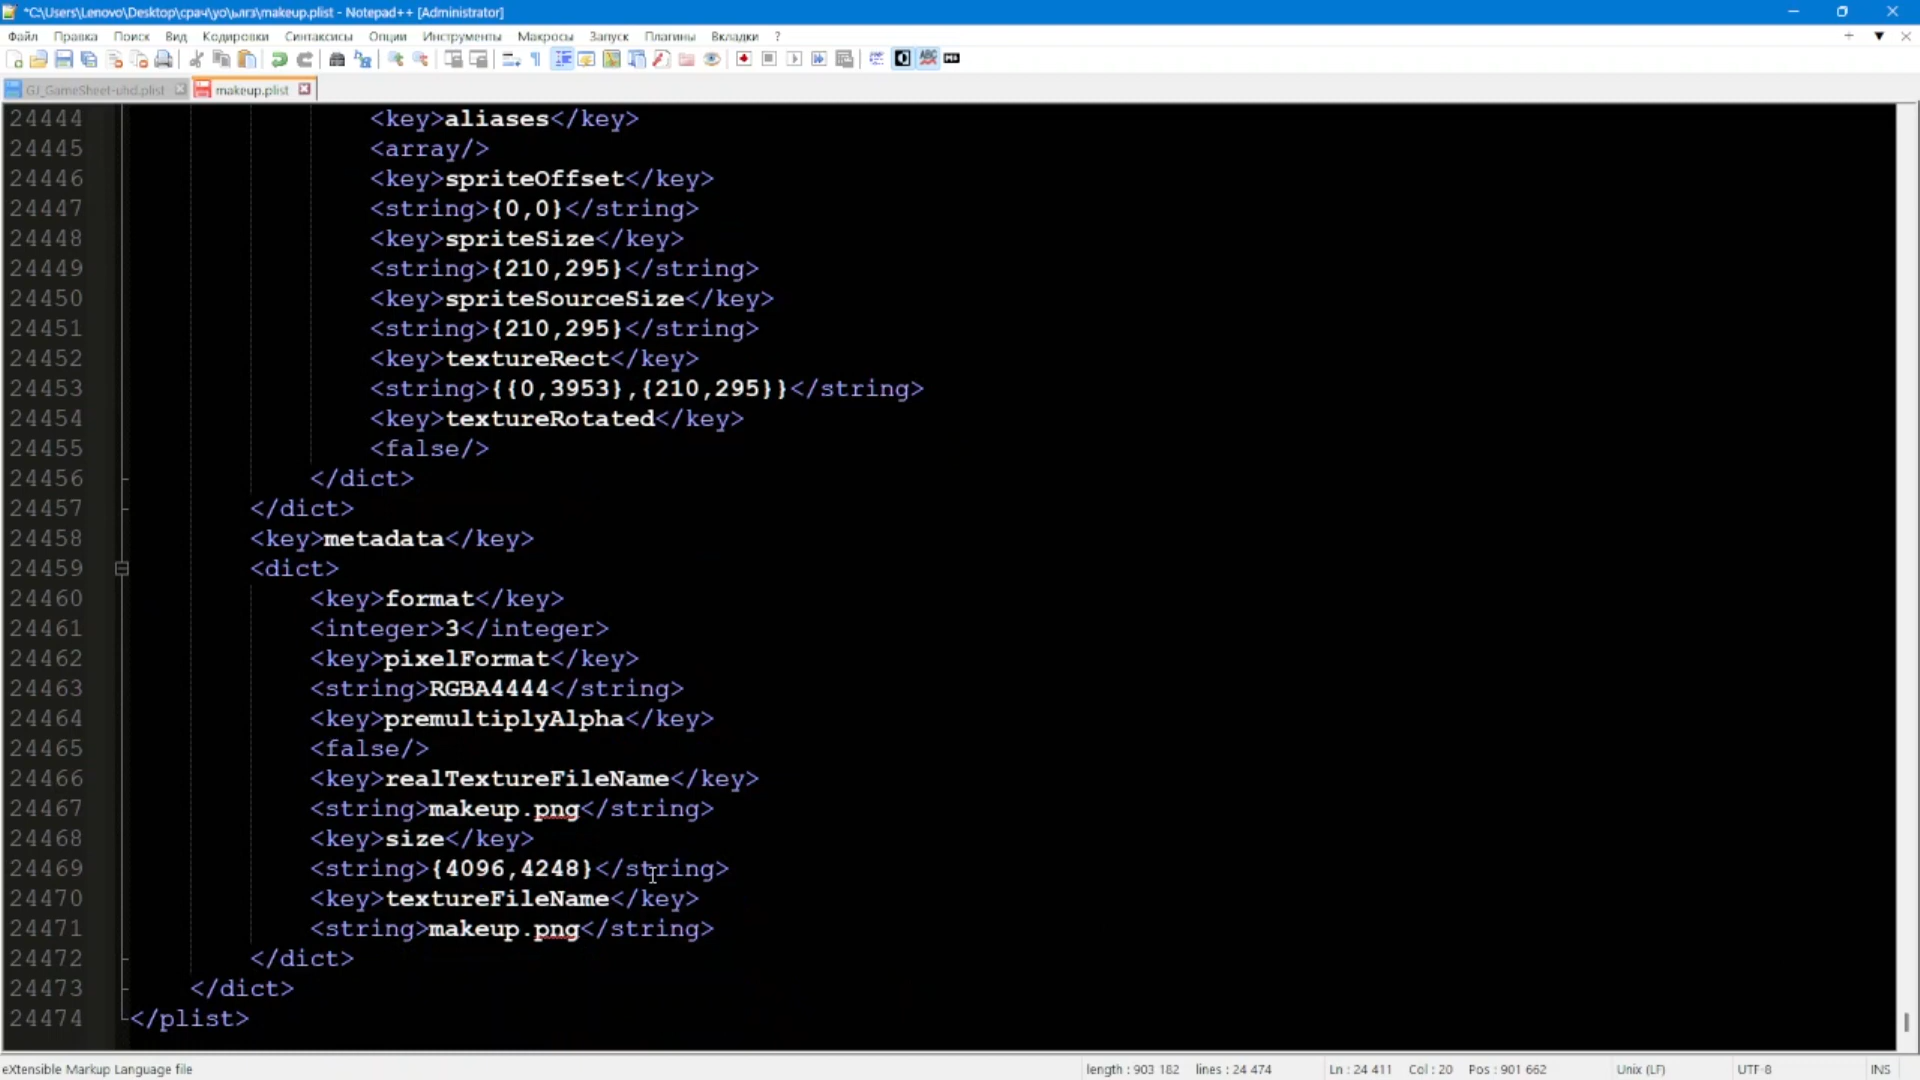 *C:\Users\Lenovo\Desktop\срач\уо\ьлгз\makeup.plist - Notepad++ [Administrator]
Файл Правка Поиск Вид Кодировки Синтаксисы Опции Инструменты Макросы Запуск Плагины Вкладки ?
GJ_GameSheet-uhd.plist makeup.plist
24444 <key>aliases</key>
24445 <array/>
24446 <key>spriteOffset</key>
24447 <string>{0,0}</string>
24448 <key>spriteSize</key>
24449 <string>{210,295}</string>
24450 <key>spriteSourceSize</key>
24451 <string>{210,295}</string>
24452 <key>textureRect</key>
24453 <string>{{0,3953},{210,295}}</string>
24454 <key>textureRotated</key>
24455 <false/>
24456 </dict>
24457 </dict>
24458 <key>metadata</key>
24459 <dict>
24460 <key>format</key>
24461 <integer>3</integer>
24462 <key>pixelFormat</key>
24463 <string>RGBA4444</string>
24464 <key>premultiplyAlpha</key>
24465 <false/>
24466 <key>realTextureFileName</key>
24467 <string>makeup.png</string>
24468 <key>size</key>
24469 <string>{4096,4248}</string>
24470 <key>textureFileName</key>
24471 <string>makeup.png</string>
24472 </dict>
24473 </dict>
24474 </plist>
eXtensible Markup Language file length : 903 182 lines : 24 474 Ln : 24 411 Col : 20 Pos : 901 662 Unix (LF) UTF-8 INS